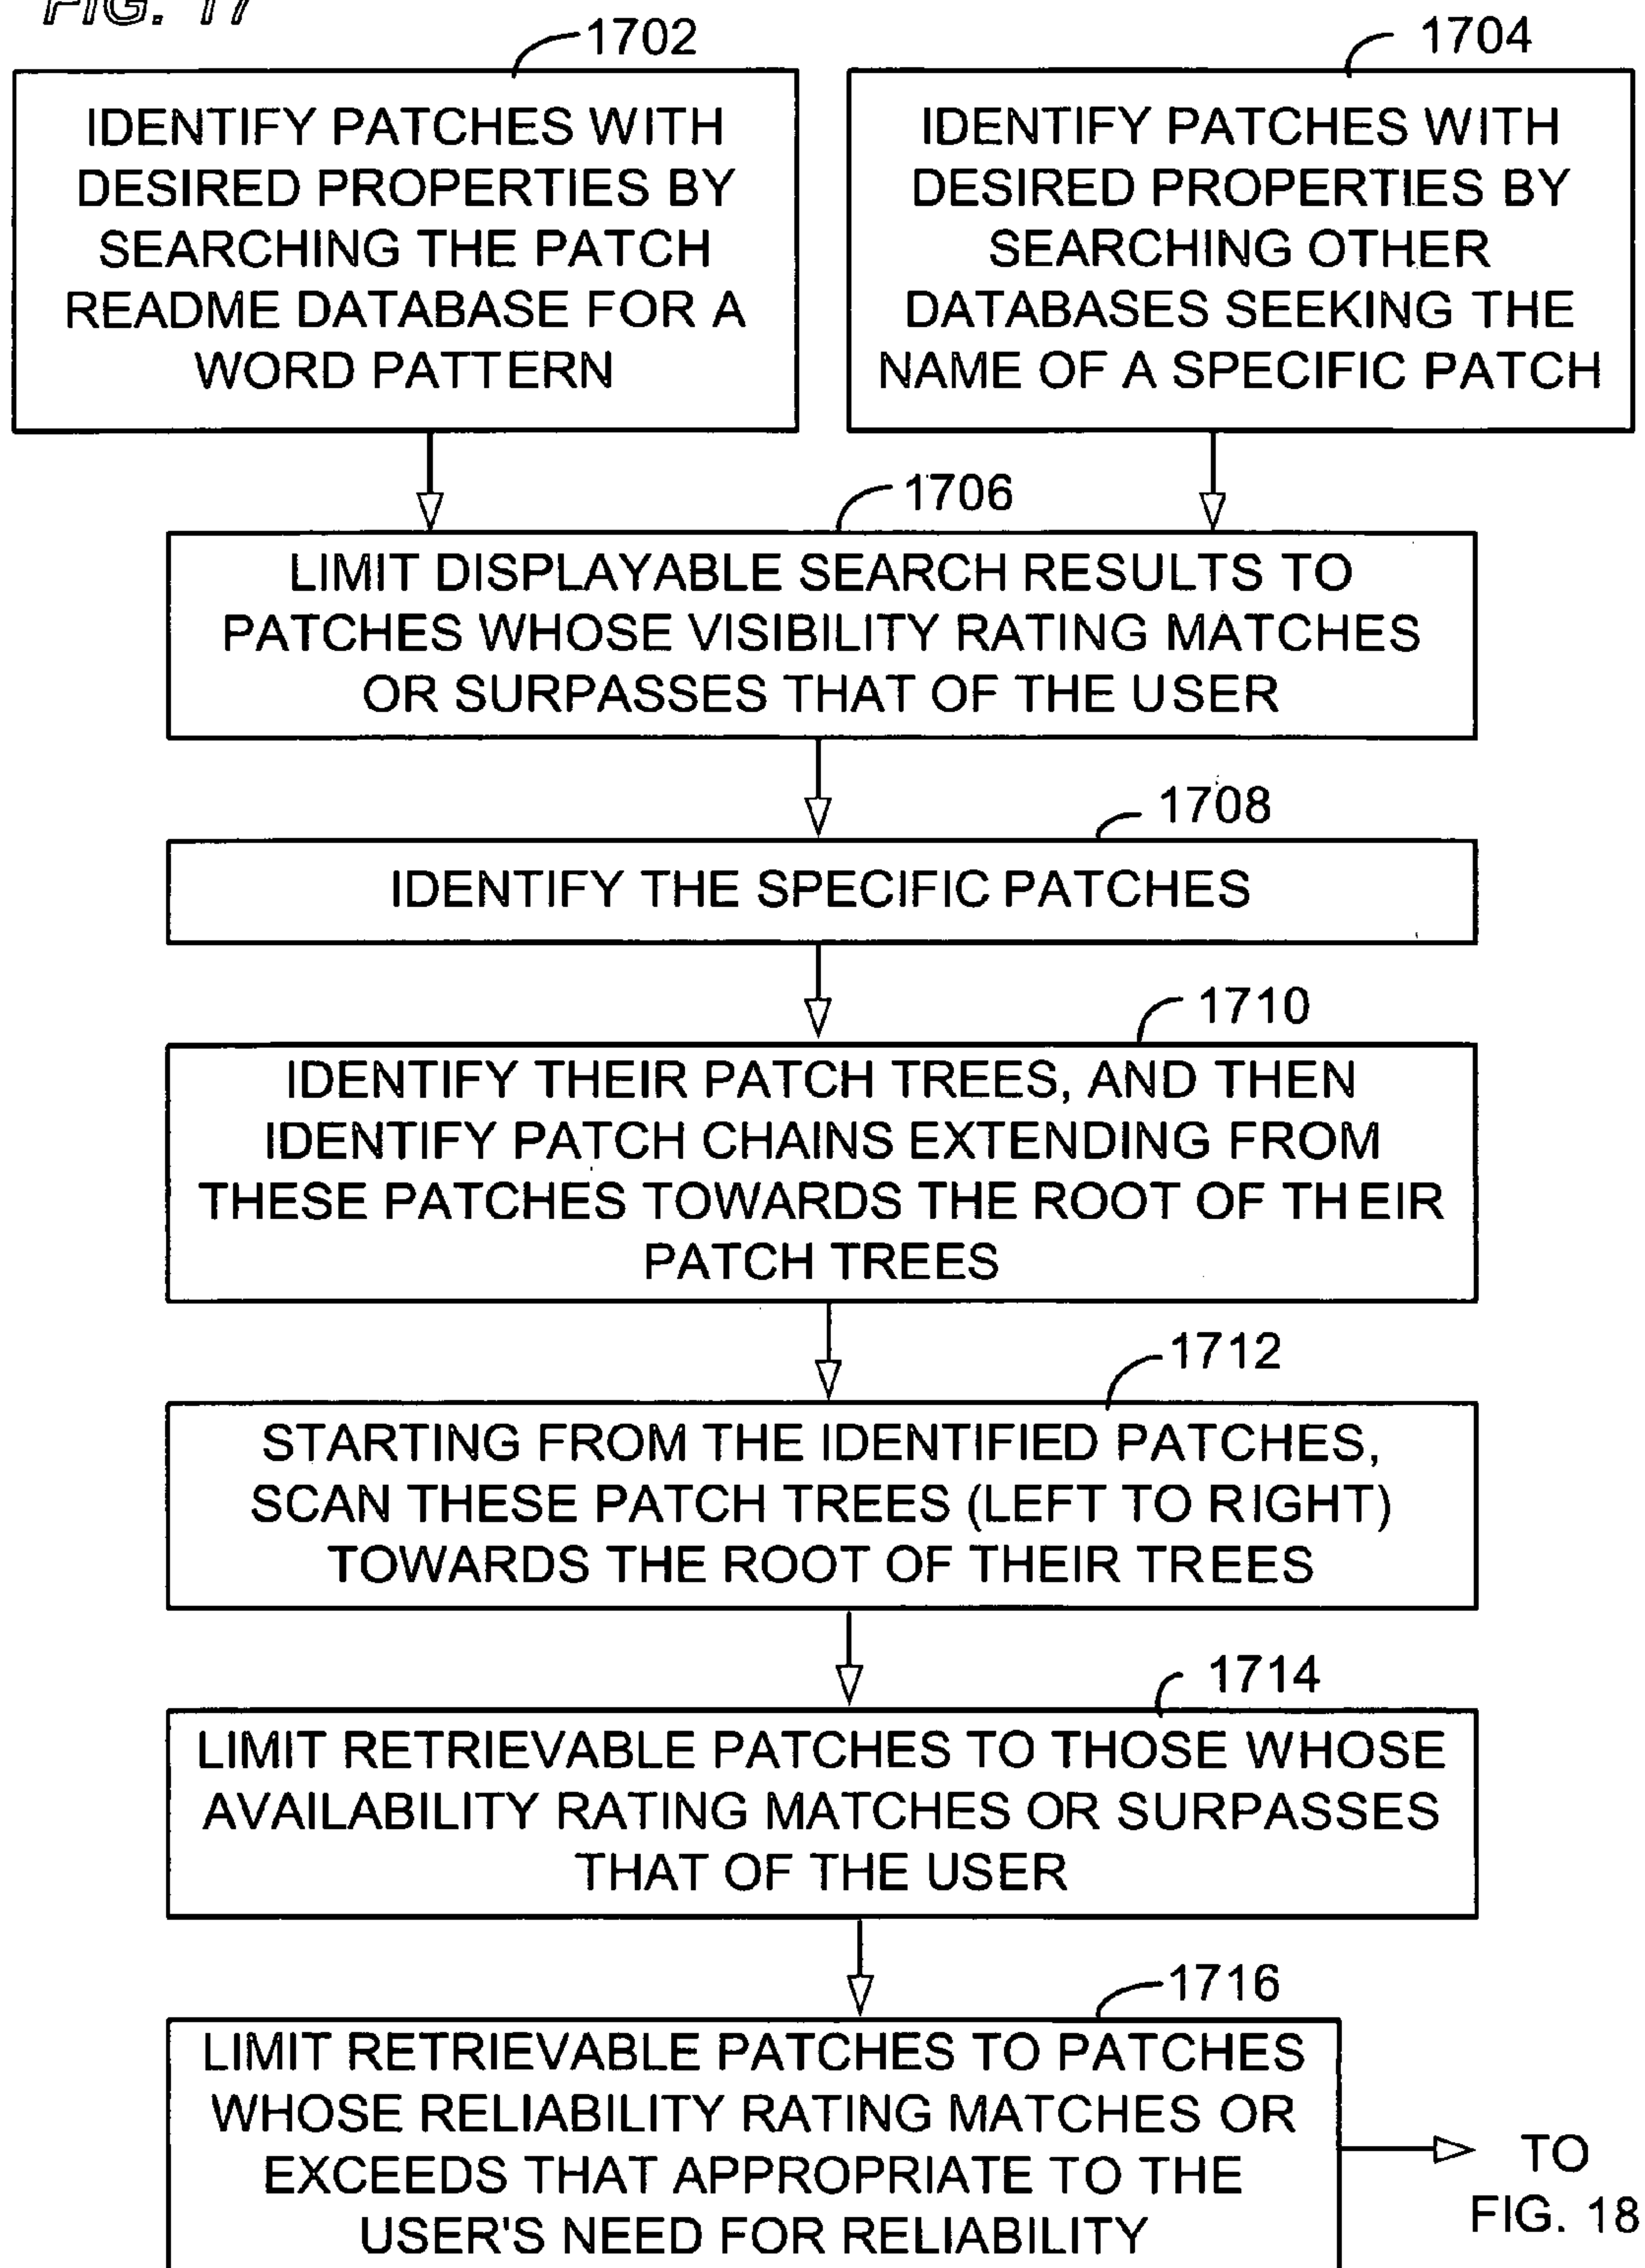 FIG. 17
1702
IDENTIFY PATCHES WITH
DESIRED PROPERTIES BY
SEARCHING THE PATCH
README DATABASE FOR A
WORD PATTERN
1704
IDENTIFY PATCHES WITH
DESIRED PROPERTIES BY
SEARCHING OTHER
DATABASES SEEKING THE
NAME OF A SPECIFIC PATCH
1706
LIMIT DISPLAYABLE SEARCH RESULTS TO
PATCHES WHOSE VISIBILITY RATING MATCHES
OR SURPASSES THAT OF THE USER
1708
IDENTIFY THE SPECIFIC PATCHES
1710
IDENTIFY THEIR PATCH TREES, AND THEN
IDENTIFY PATCH CHAINS EXTENDING FROM
THESE PATCHES TOWARDS THE ROOT OF THEIR
PATCH TREES
1712
STARTING FROM THE IDENTIFIED PATCHES,
SCAN THESE PATCH TREES (LEFT TO RIGHT)
TOWARDS THE ROOT OF THEIR TREES
1714
LIMIT RETRIEVABLE PATCHES TO THOSE WHOSE
AVAILABILITY RATING MATCHES OR SURPASSES
THAT OF THE USER
1716
LIMIT RETRIEVABLE PATCHES TO PATCHES
WHOSE RELIABILITY RATING MATCHES OR
EXCEEDS THAT APPROPRIATE TO THE
USER'S NEED FOR RELIABILITY
TO
FIG. 18